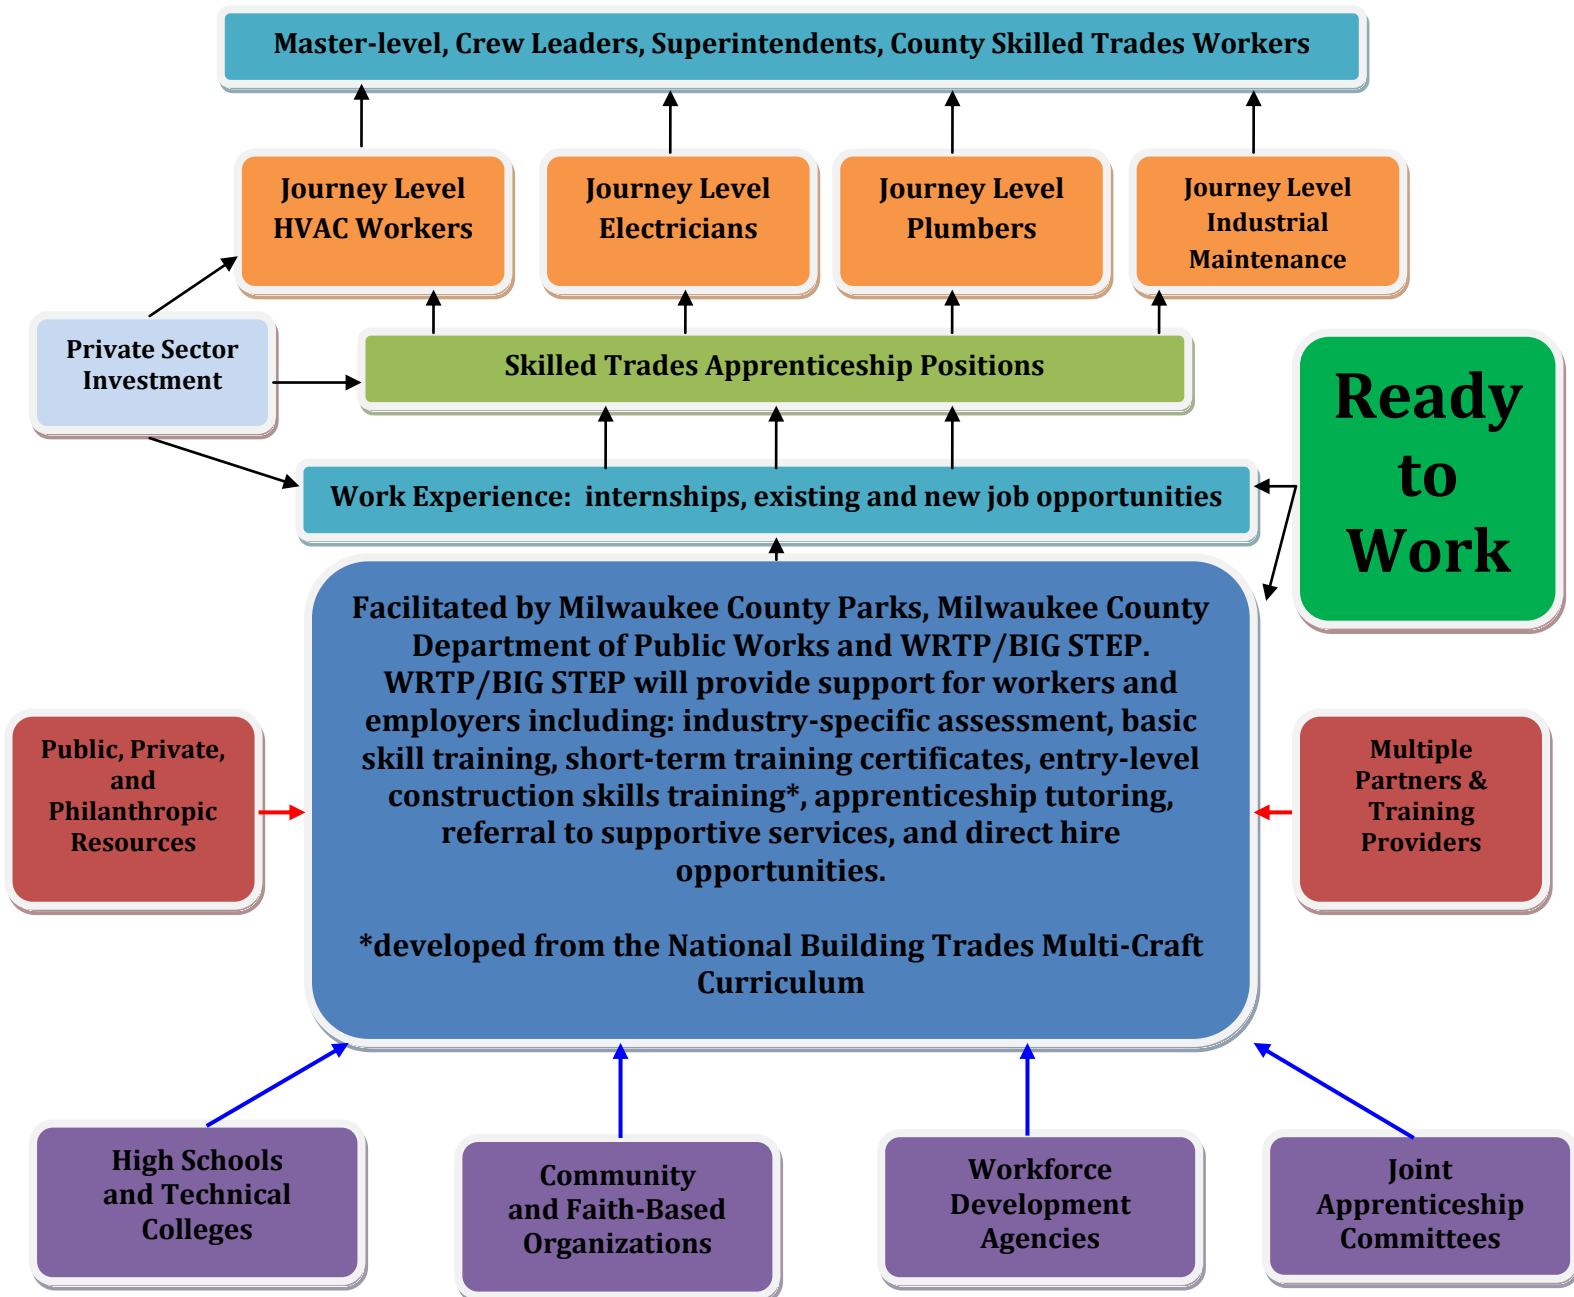 Master-level, Crew Leaders, Superintendents, County Skilled Trades Workers
Journey Level
HVAC Workers
Journey Level
Electricians
Journey Level
Plumbers
Journey Level
Industrial
Maintenance
Private Sector
Investment
Skilled Trades Apprenticeship Positions
Ready
to
Work
Work Experience:  internships, existing and new job opportunities
Facilitated by Milwaukee County Parks, Milwaukee County
Department of Public Works and WRTP/BIG STEP.
WRTP/BIG STEP will provide support for workers and
employers including: industry-specific assessment, basic
skill training, short-term training certificates, entry-level
construction skills training*, apprenticeship tutoring,
referral to supportive services, and direct hire
opportunities.
*developed from the National Building Trades Multi-Craft
Curriculum
Public, Private,
and
Philanthropic
Resources
Multiple
Partners &
Training
Providers
High Schools
and Technical
Colleges
Community
and Faith-Based
Organizations
Workforce
Development
Agencies
Joint
Apprenticeship
Committees